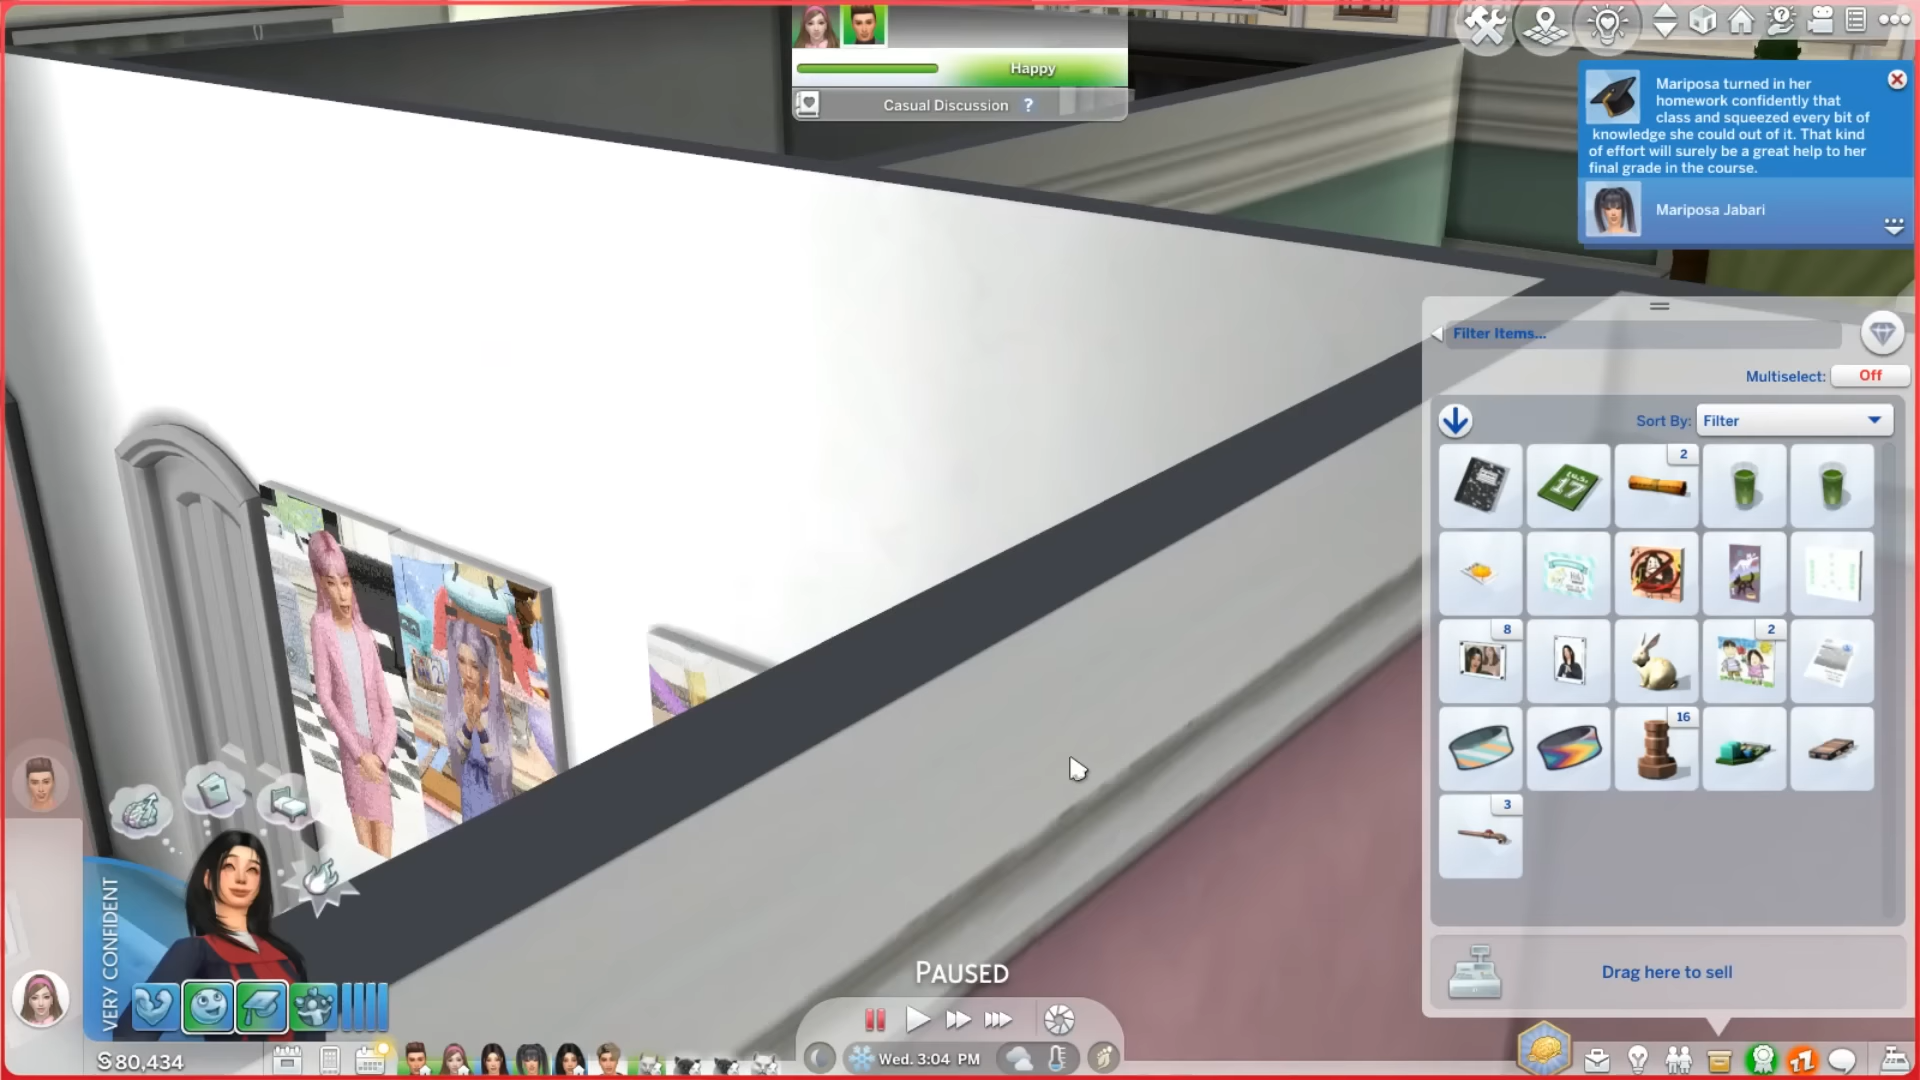 Happy
Casual Discussion ?
Mariposa turned in her
homework confidently that
class and squeezed every bit of
knowledge she could out of it. That kind
of effort will surely be a great help to her
final grade in the course.
Mariposa Jabari
Filter Items...
Multiselect: Off
Sort By: Filter
2
17
8
2
16
3
Drag here to sell
VERY CONFIDENT
PAUSED
§80,434
Wed. 3:04 PM